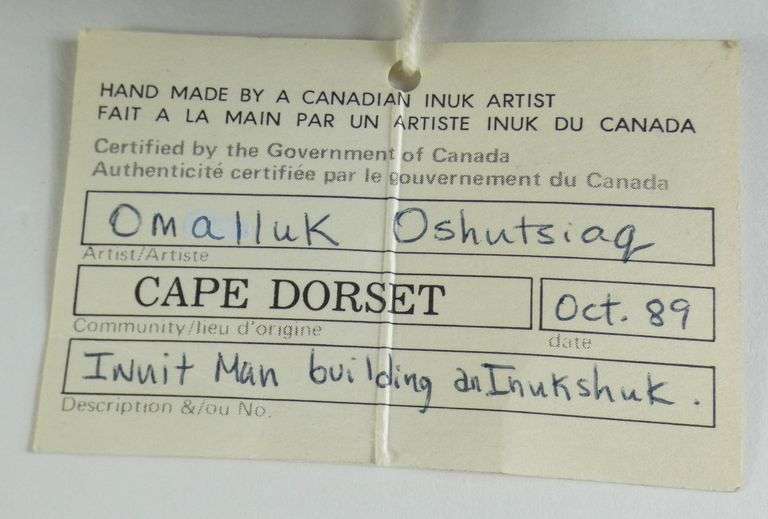 HAND MADE BY A CANADIAN INUK ARTIST
FAIT A LA MAIN PAR UN ARTISTE INUK DU CANADA
Certified by the Government of Canada
Authenticité certifiée par le gouvernement du Canada
Omalluk Oshutsiaq
Artist/Artiste
CAPE DORSET
Oct. 89
Community/lieu d'origine
date
Inuit Man building an Inukshuk.
Description &/ou No.